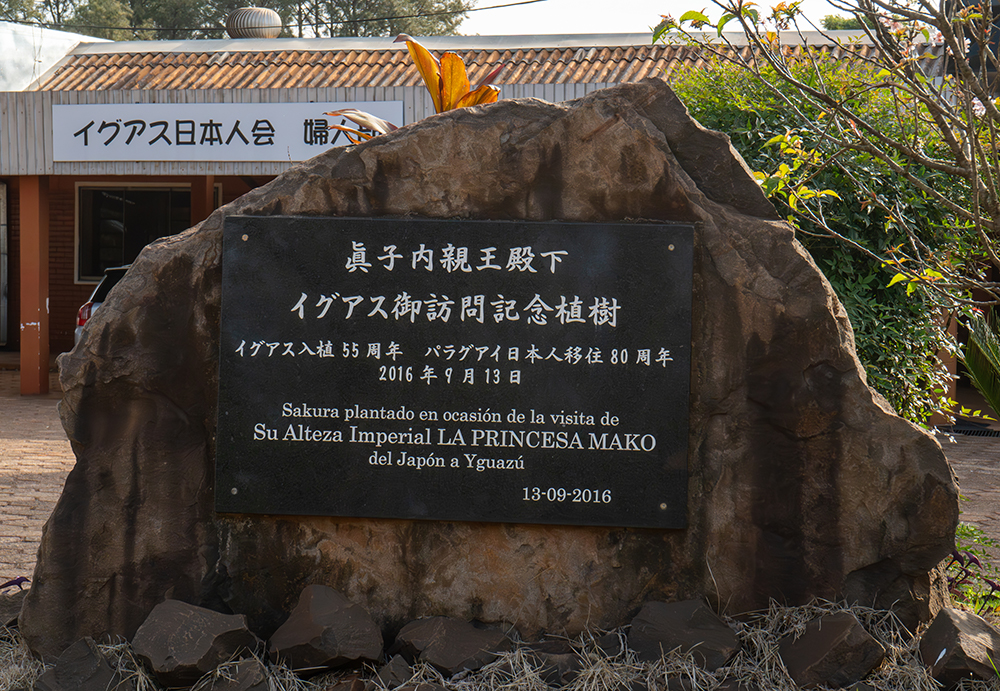 イグアス日本人会 婦人部
眞子内親王殿下
イグアス御訪問記念植樹
イグアス入植 55 周年 パラグアイ日本人移住 80 周年
2016 年 9 月 13 日
Sakura plantado en ocasión de la visita de
Su Alteza Imperial LA PRINCESA MAKO
del Japón a Yguazú
13-09-2016